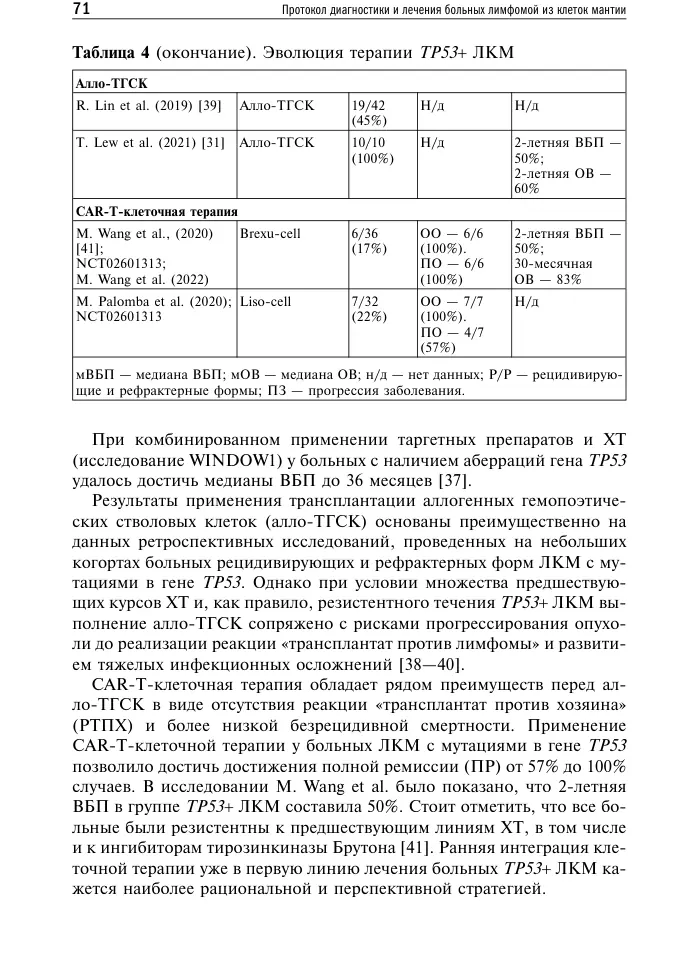 71
Протокол диагностики и лечения больных лимфомой из клеток мантии
Таблица 4 (окончание). Эволюция терапии TP53+ ЛКМ
Алло-ТГСК
R. Lin et al. (2019) [39] Алло-ТГСК 19/42 Н/д Н/д
(45%)
T. Lew et al. (2021) [31] Алло-ТГСК 10/10 Н/д 2-летняя ВБП —
(100%) 50%;
2-летняя ОВ —
60%
CAR-T-клеточная терапия
M. Wang et al., (2020) Brexu-cell 6/36 ОО — 6/6 2-летняя ВБП —
[41]; (17%) (100%). 50%;
NCT02601313; ПО — 6/6 30-месячная
M. Wang et al. (2022) (100%) ОВ — 83%
M. Palomba et al. (2020); Liso-cell 7/32 ОО — 7/7 Н/д
NCT02601313 (22%) (100%).
ПО — 4/7
(57%)
мВБП — медиана ВБП; мОВ — медиана ОВ; н/д — нет данных; Р/Р — рецидивирую-
щие и рефрактерные формы; ПЗ — прогрессия заболевания.
При комбинированном применении таргетных препаратов и ХТ
(исследование WINDOW1) у больных с наличием аберраций гена TP53
удалось достичь медианы ВБП до 36 месяцев [37].
Результаты применения трансплантации аллогенных гемопоэтиче-
ских стволовых клеток (алло-ТГСК) основаны преимущественно на
данных ретроспективных исследований, проведенных на небольших
когортах больных рецидивирующих и рефрактерных форм ЛКМ с му-
тациями в гене TP53. Однако при условии множества предшествую-
щих курсов ХТ и, как правило, резистентного течения TP53+ ЛКМ вы-
полнение алло-ТГСК сопряжено с рисками прогрессирования опухо-
ли до реализации реакции «трансплантат против лимфомы» и развити-
ем тяжелых инфекционных осложнений [38—40].
CAR-T-клеточная терапия обладает рядом преимуществ перед ал-
ло-ТГСК в виде отсутствия реакции «трансплантат против хозяина»
(РТПХ) и более низкой безрецидивной смертности. Применение
CAR-T-клеточной терапии у больных ЛКМ с мутациями в гене TP53
позволило достичь достижения полной ремиссии (ПР) от 57% до 100%
случаев. В исследовании M. Wang et al. было показано, что 2-летняя
ВБП в группе TP53+ ЛКМ составила 50%. Стоит отметить, что все бо-
льные были резистентны к предшествующим линиям ХТ, в том числе
и к ингибиторам тирозинкиназы Брутона [41]. Ранняя интеграция кле-
точной терапии уже в первую линию лечения больных TP53+ ЛКМ ка-
жется наиболее рациональной и перспективной стратегией.